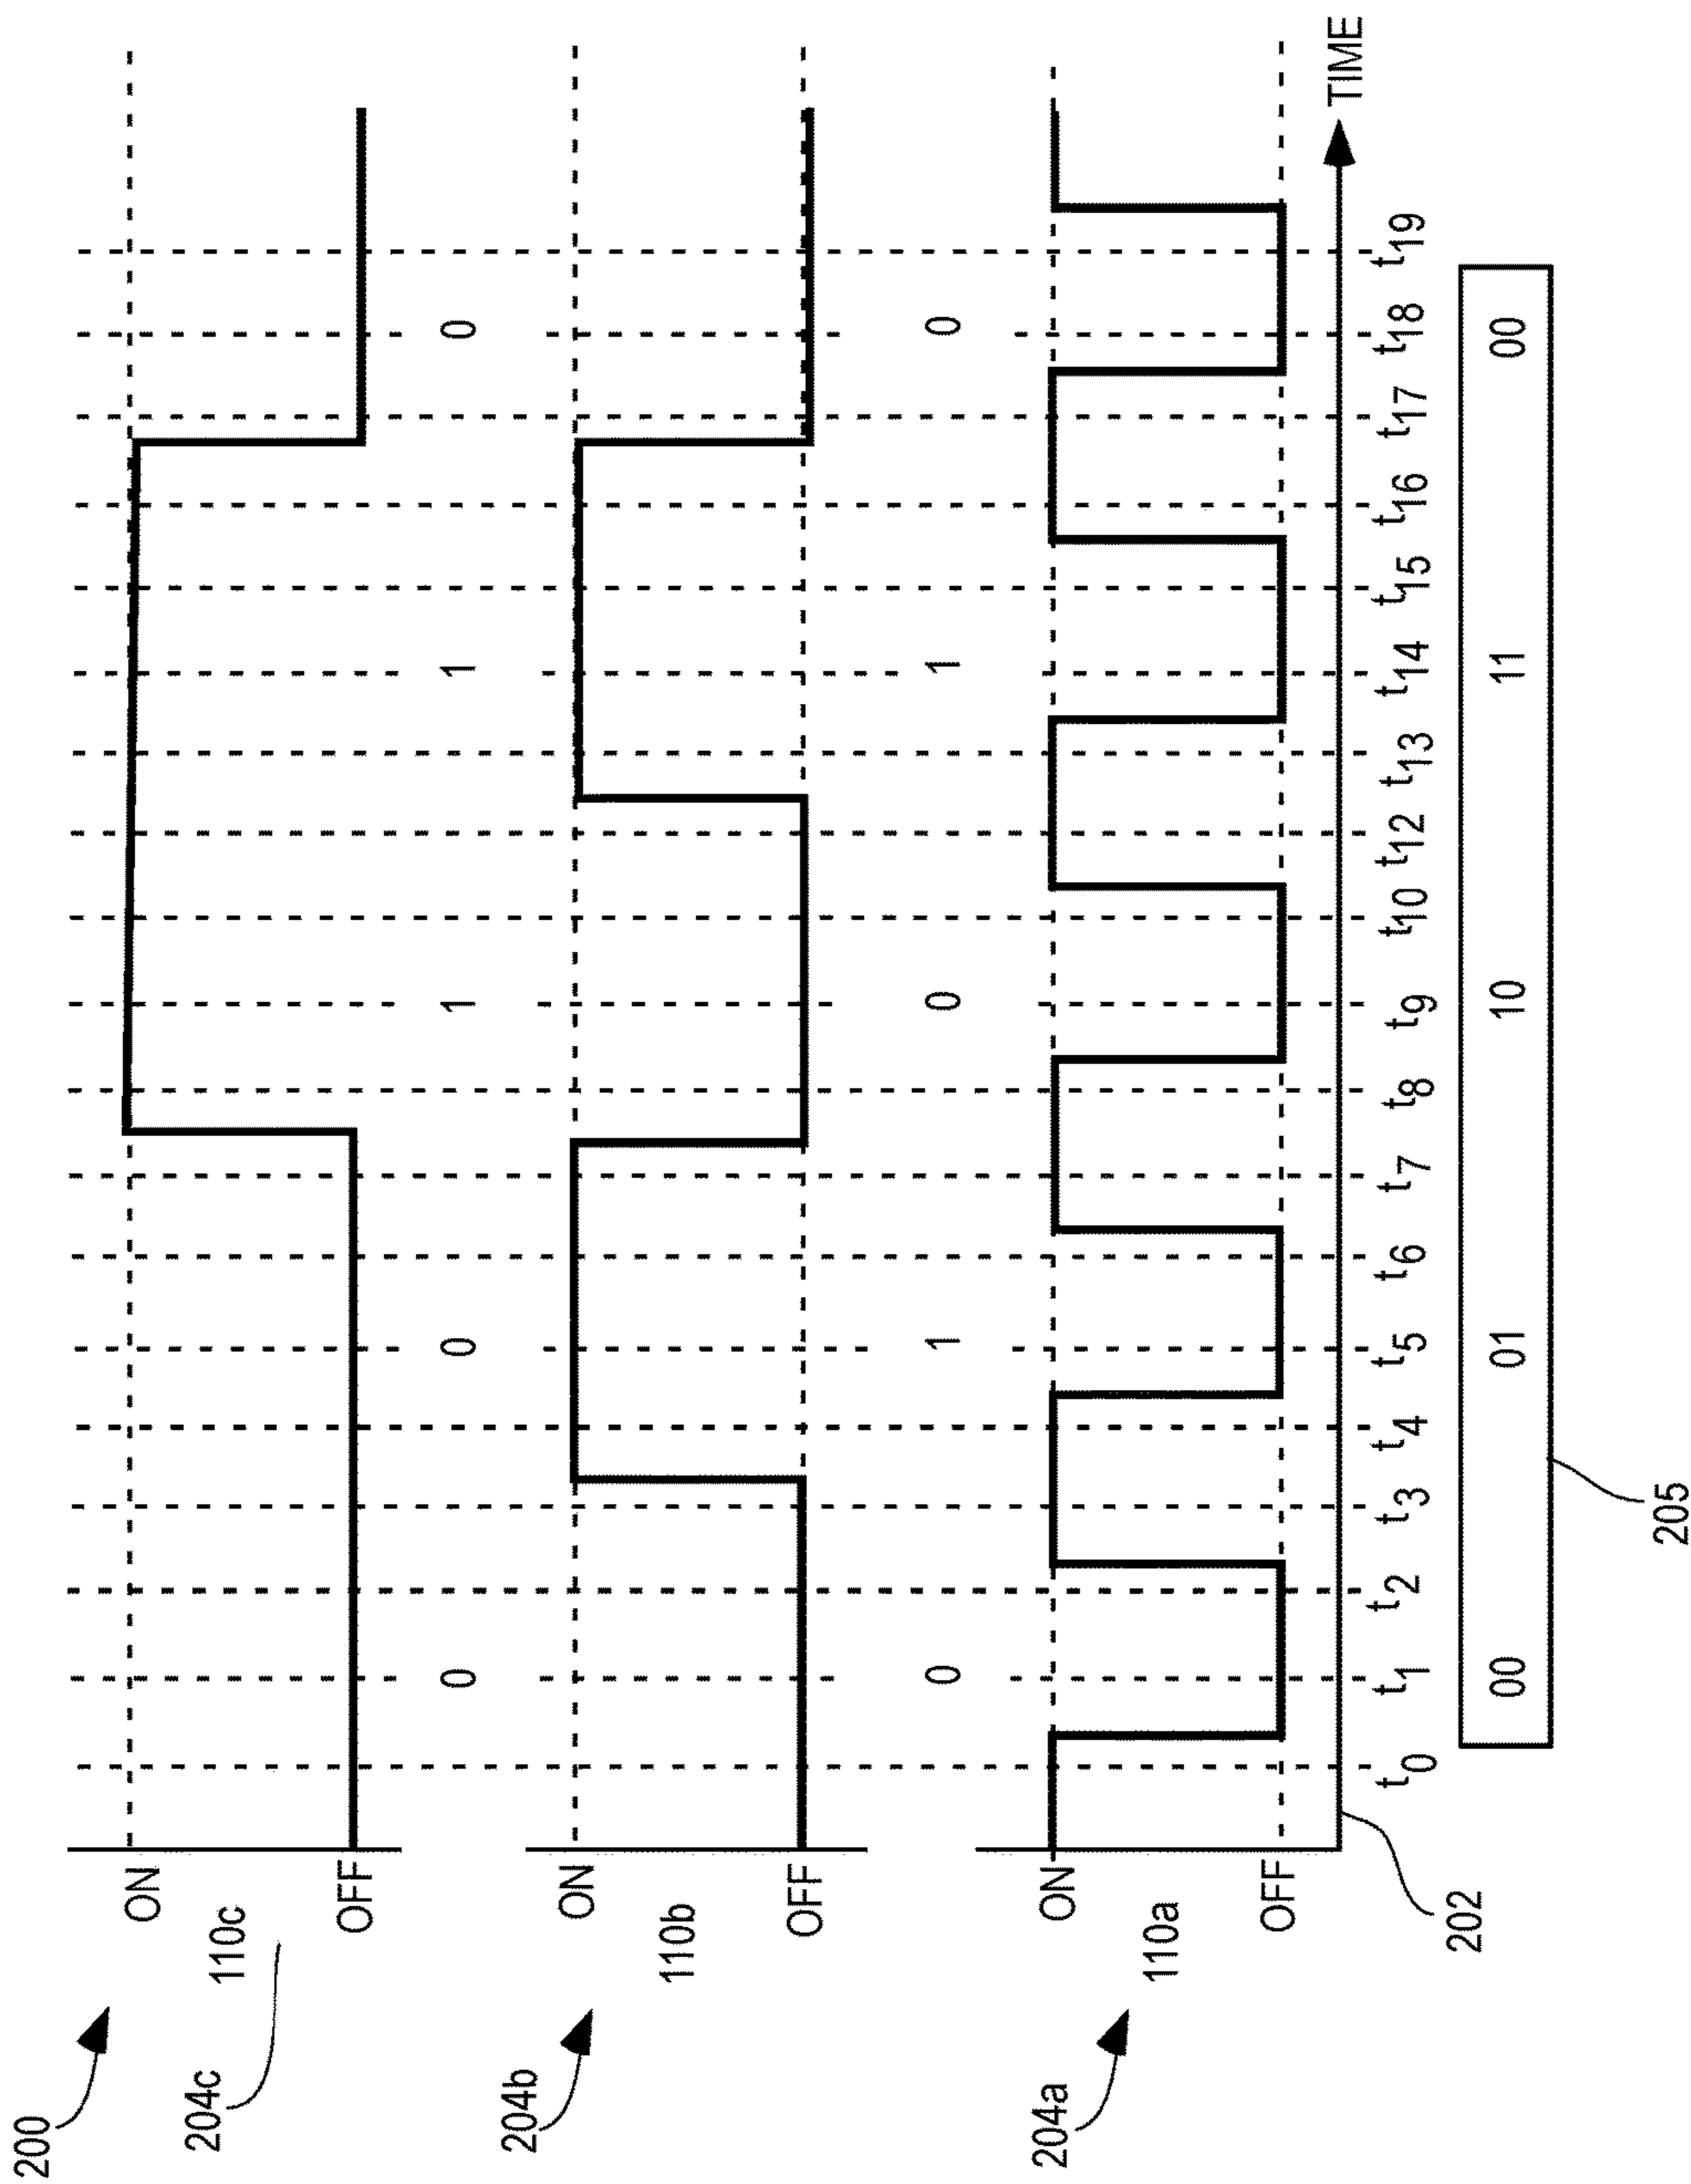 200
204c
110c
ON
OFF
0 0 1 1 0
204b
110b
ON
OFF
0 1 0 1 0
204a
110a
ON
OFF
TIME
t0 t1 t2 t3 t4 t5 t6 t7 t8 t9 t10 t12 t13 t14 t15 t16 t17 t18 t19
202
00 01 10 11 00
205